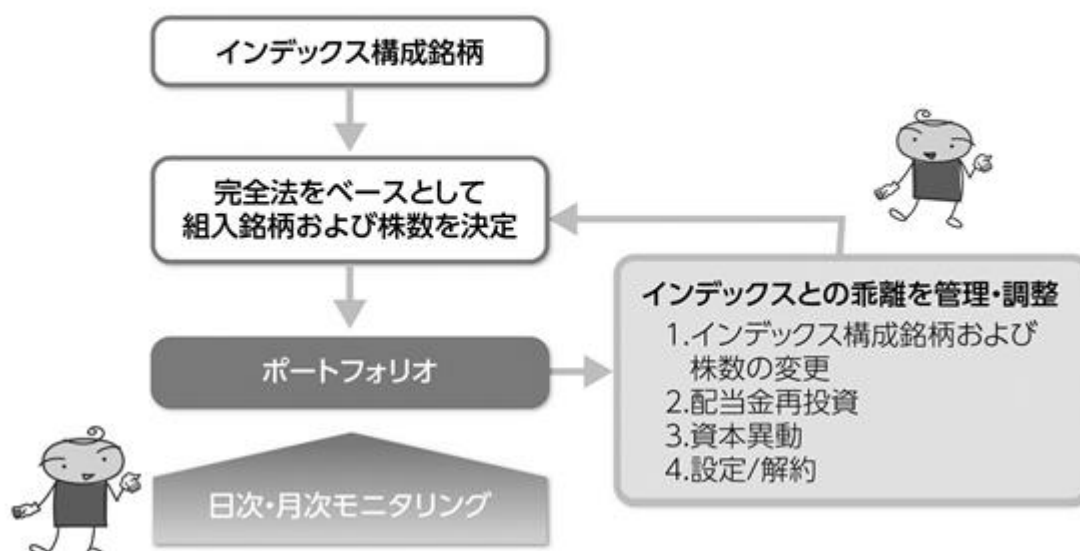 インデックス構成銘柄
完全法をベースとして
組入銘柄および株数を決定
ポートフォリオ
日次・月次モニタリング
インデックスとの乖離を管理・調整
1.インデックス構成銘柄および
株数の変更
2.配当金再投資
3.資本異動
4.設定/解約